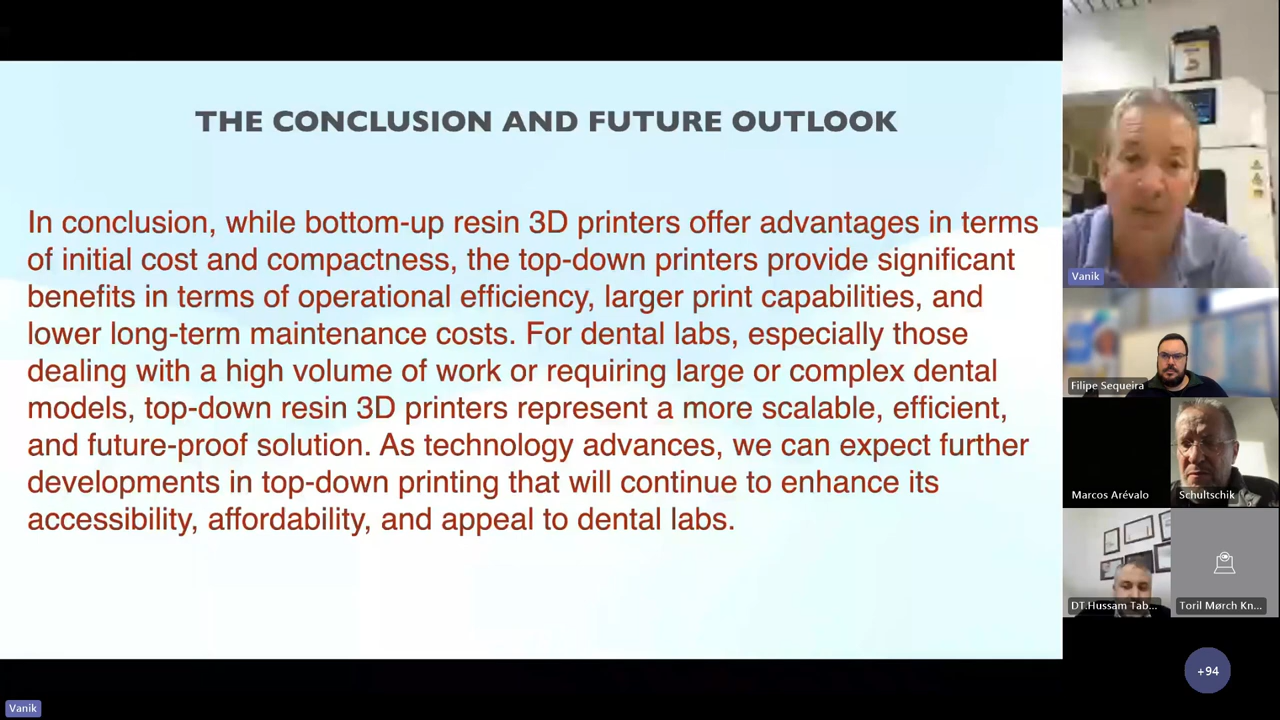 THE CONCLUSION AND FUTURE OUTLOOK
In conclusion, while bottom-up resin 3D printers offer advantages in terms
of initial cost and compactness, the top-down printers provide significant
benefits in terms of operational efficiency, larger print capabilities, and
lower long-term maintenance costs. For dental labs, especially those
dealing with a high volume of work or requiring large or complex dental
models, top-down resin 3D printers represent a more scalable, efficient,
and future-proof solution. As technology advances, we can expect further
developments in top-down printing that will continue to enhance its
accessibility, affordability, and appeal to dental labs.
Vanik
Filipe Sequeira
Marcos Arévalo
Schultschik
DT.Hussam Tab...
Toril Mørch Kn...
+94
Vanik